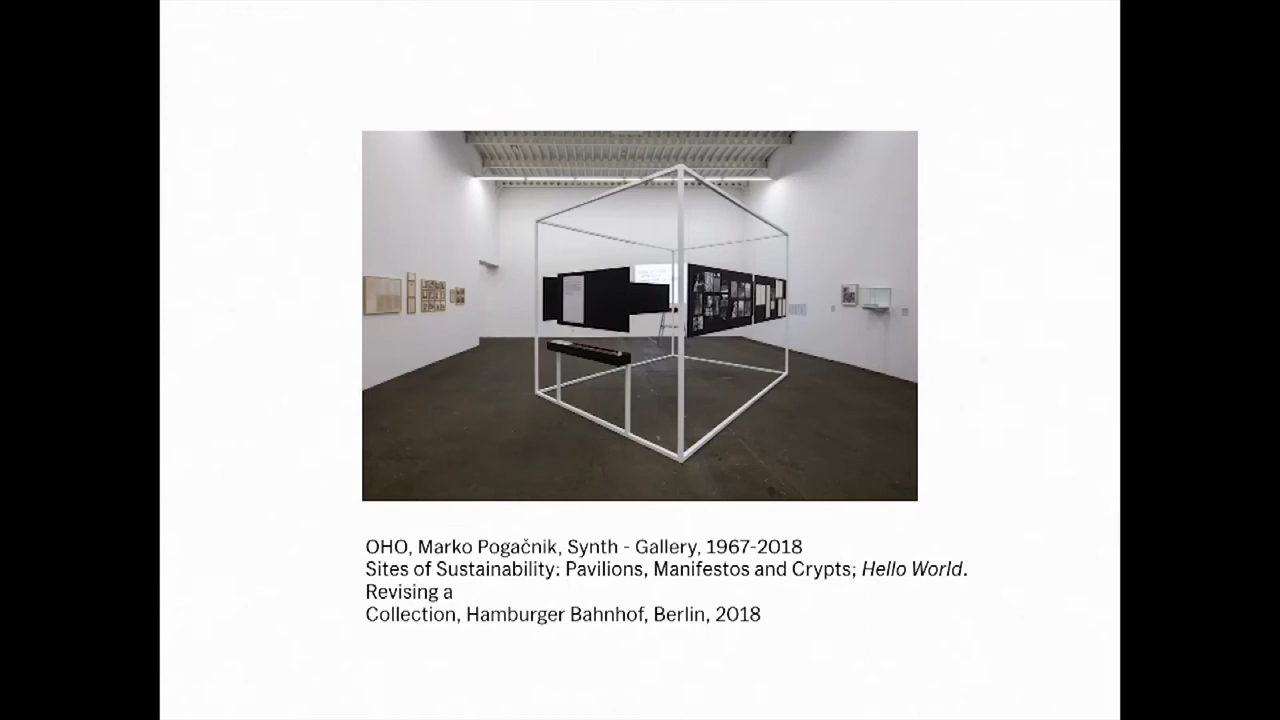 OHO, Marko Pogačnik, Synth - Gallery, 1967-2018
Sites of Sustainability: Pavilions, Manifestos and Crypts; Hello World.
Revising a
Collection, Hamburger Bahnhof, Berlin, 2018